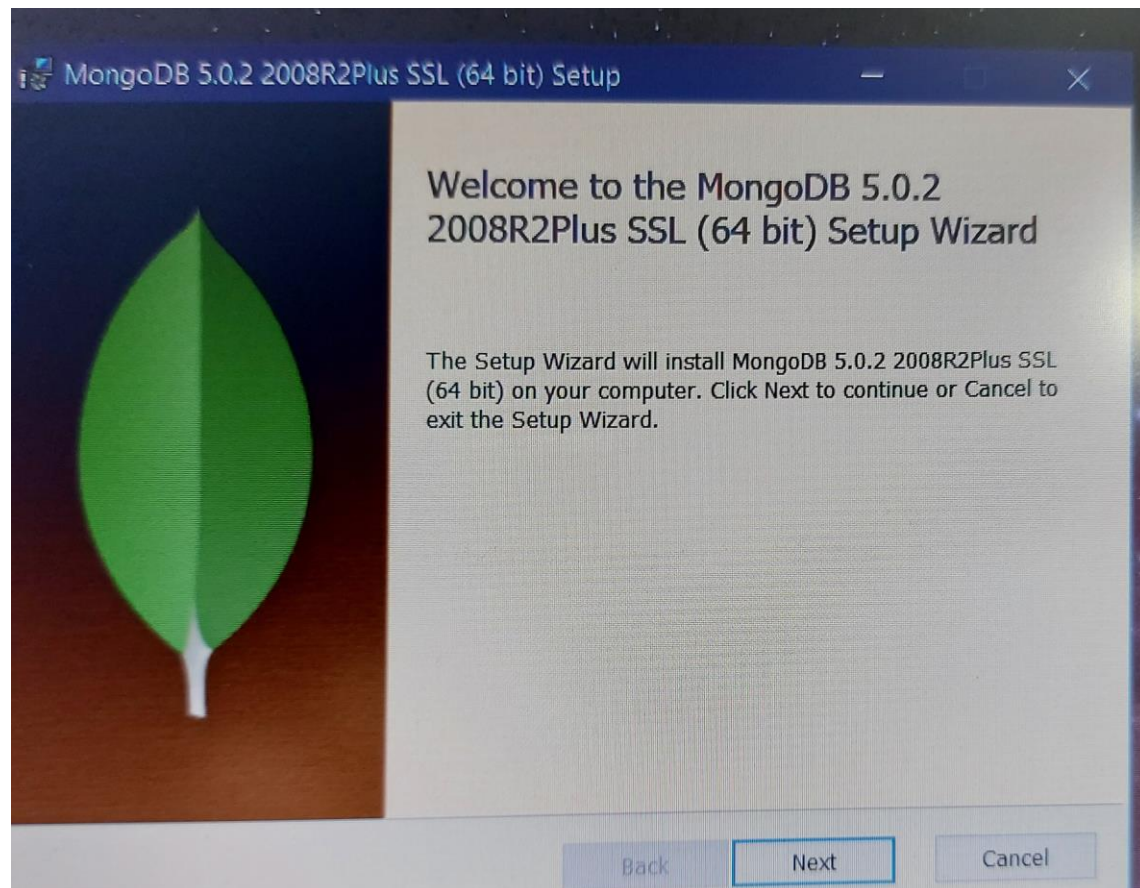 MongoDB 5.0.2 2008R2Plus SSL (64 bit) Setup
Welcome to the MongoDB 5.0.2
2008R2Plus SSL (64 bit) Setup Wizard
The Setup Wizard will install MongoDB 5.0.2 2008R2Plus SSL
(64 bit) on your computer. Click Next to continue or Cancel to
exit the Setup Wizard.
Back Next Cancel